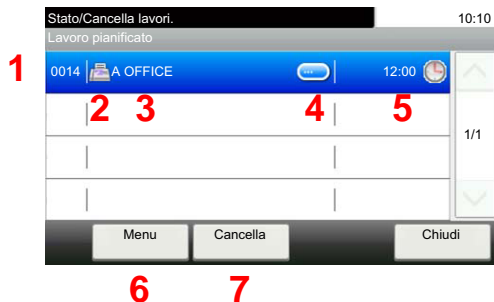 Stato/Cancella lavori. 10:10
Lavoro pianificato
1 0014 A OFFICE 12:00
2 3 4 5
1/1
Menu Cancella Chiudi
6 7